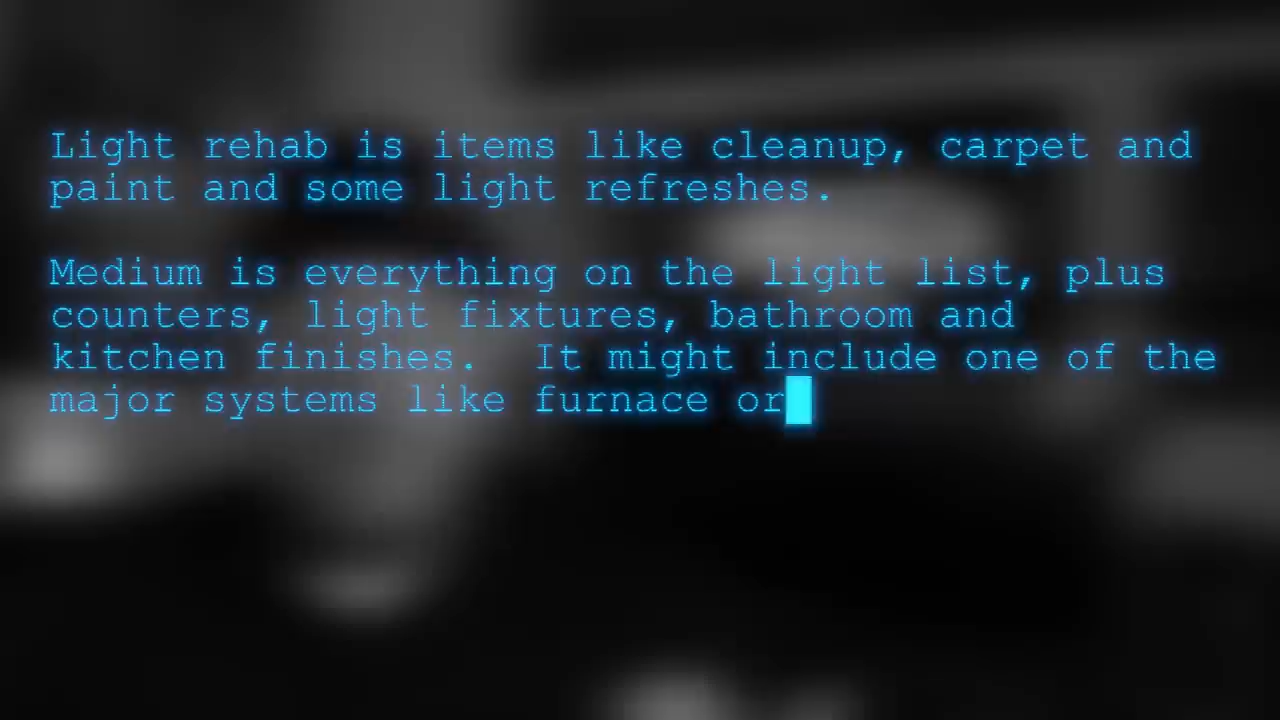 Light rehab is items like cleanup, carpet and
paint and some light refreshes.
Medium is everything on the light list, plus
counters, light fixtures, bathroom and
kitchen finishes.  It might include one of the
major systems like furnace or